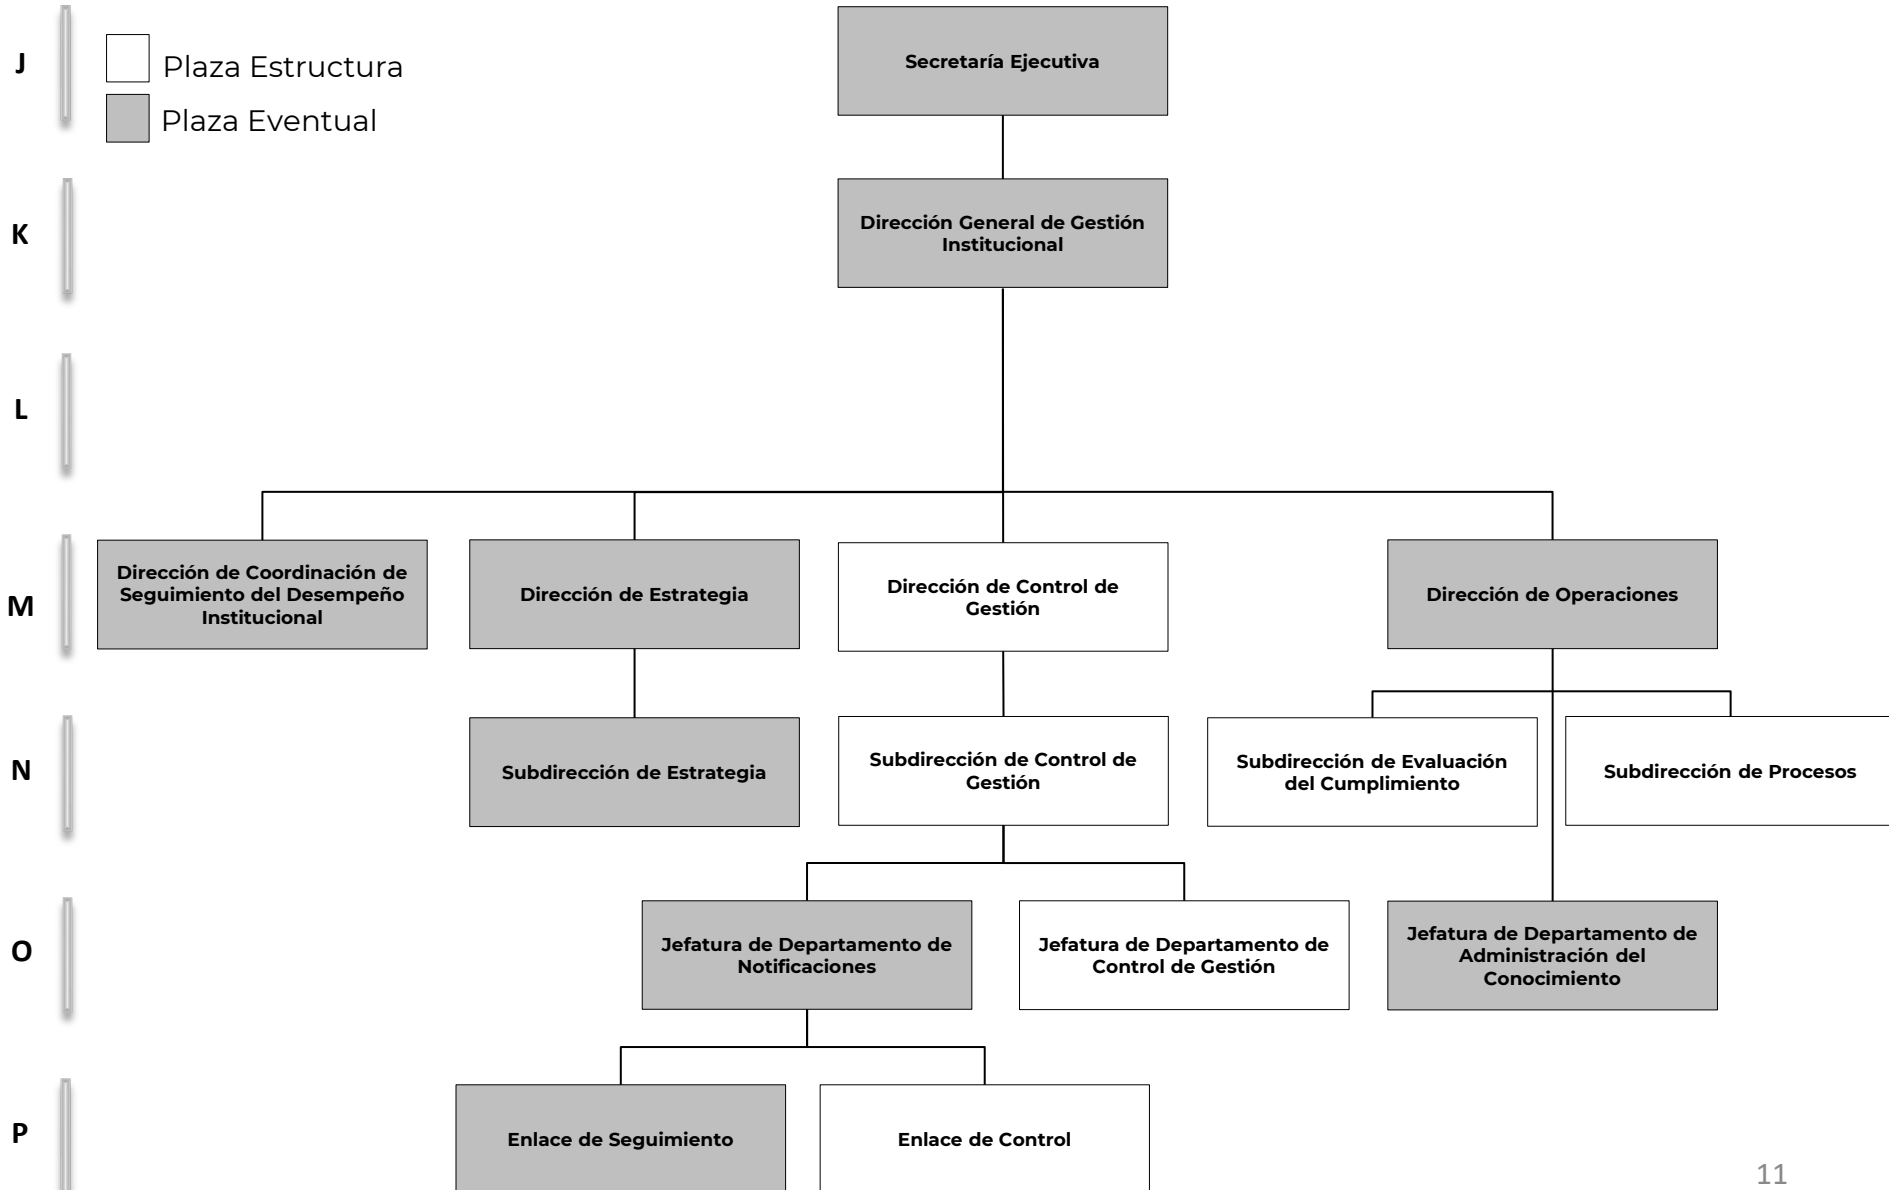 J
Plaza Estructura
Plaza Eventual
Secretaría Ejecutiva
K
Dirección General de Gestión
Institucional
L
M
Dirección de Coordinación de
Seguimiento del Desempeño
Institucional
Dirección de Estrategia
Dirección de Control de
Gestión
Dirección de Operaciones
N
Subdirección de Estrategia
Subdirección de Control de
Gestión
Subdirección de Evaluación
del Cumplimiento
Subdirección de Procesos
O
Jefatura de Departamento de
Notificaciones
Jefatura de Departamento de
Control de Gestión
Jefatura de Departamento de
Administración del
Conocimiento
P
Enlace de Seguimiento
Enlace de Control
11